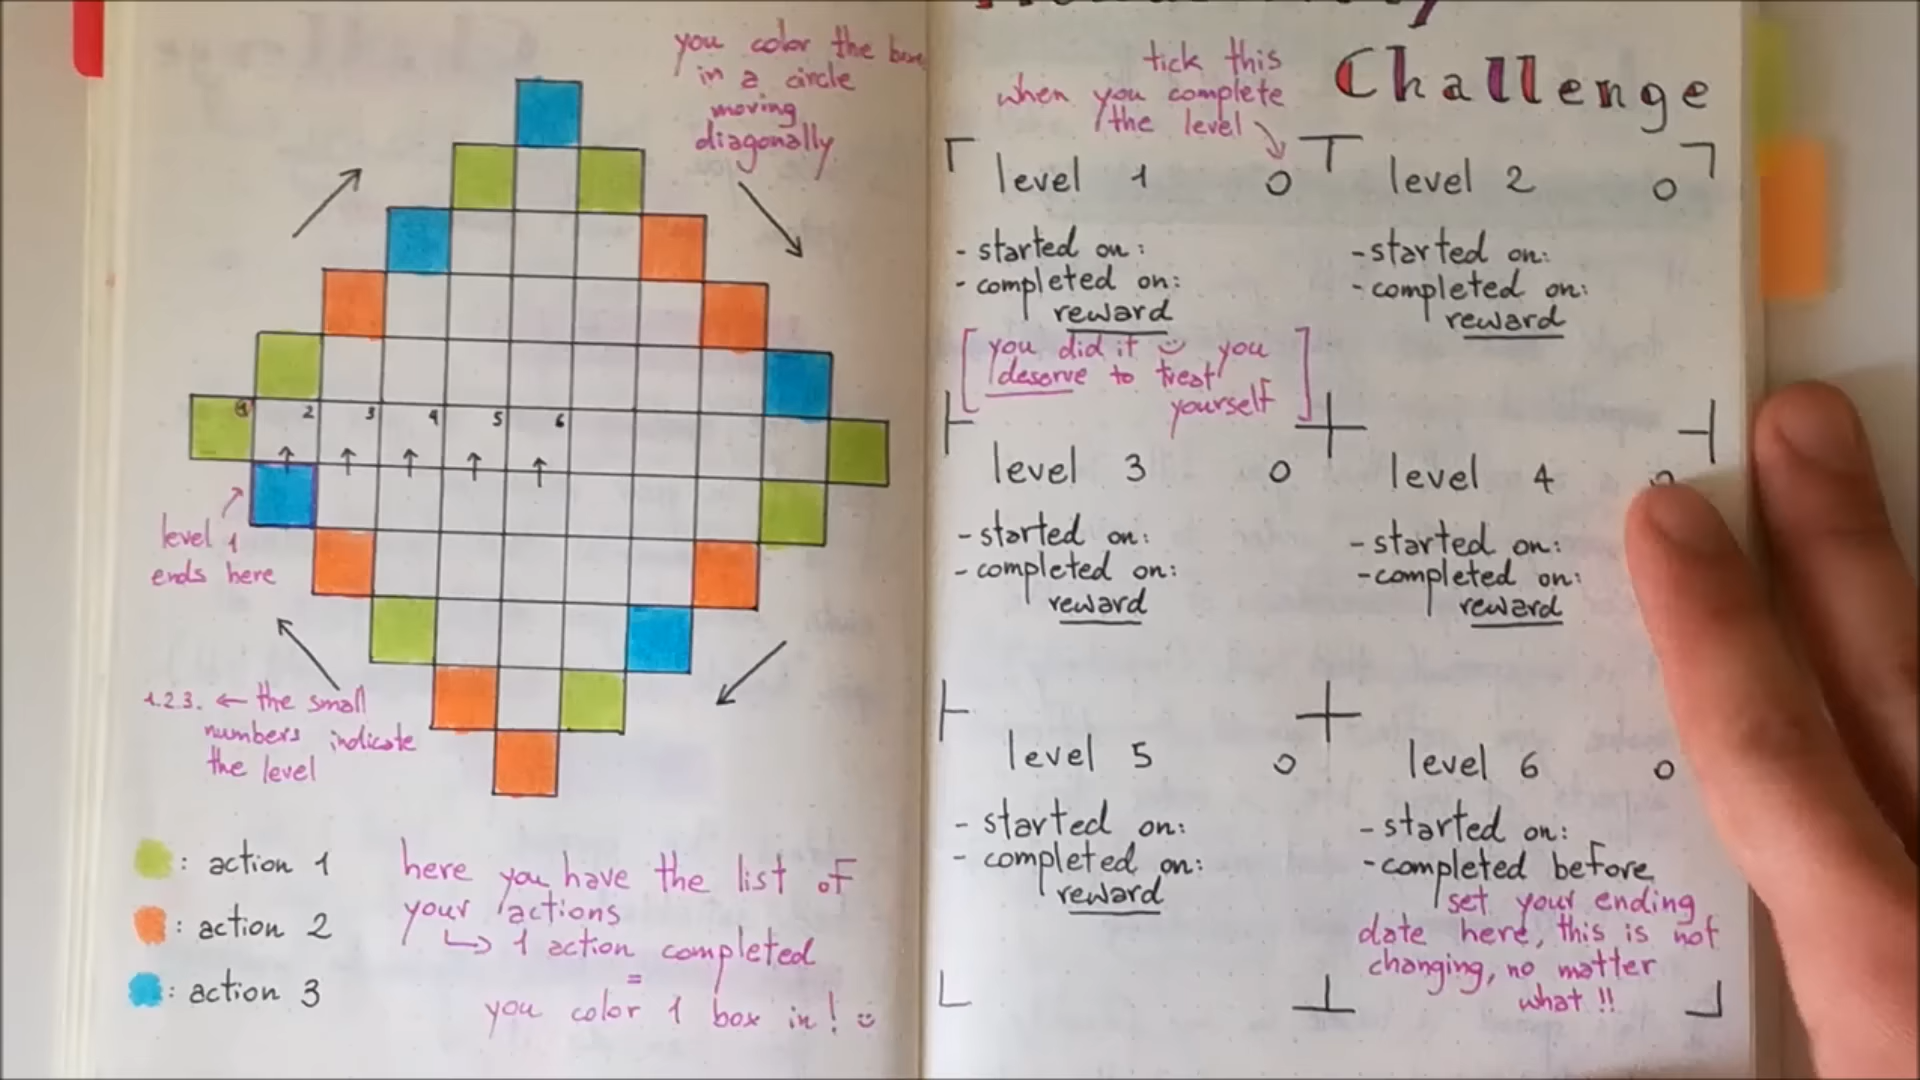 you color the
in a circle
moving
diagonally
1 2 3 4 5 6
level 1
ends here
1.2.3. ← the small
numbers indicate
the level
: action 1
: action 2
: action 3
here you have the list of
your actions
↳ 1 action completed
=
you color 1 box in! ☺
Challenge
tick this
when you complete
the level
level 1 O
- started on:
- completed on:
reward
[you did it ☺ you
deserve to treat
yourself]
level 2 O
- started on:
- completed on:
reward
level 3 O
- started on:
- completed on:
reward
level 4
- started on:
- completed on:
reward
level 5 O
- started on:
- completed on:
reward
level 6 O
- started on:
- completed before
set your ending
date here, this is not
changing, no matter
what !!